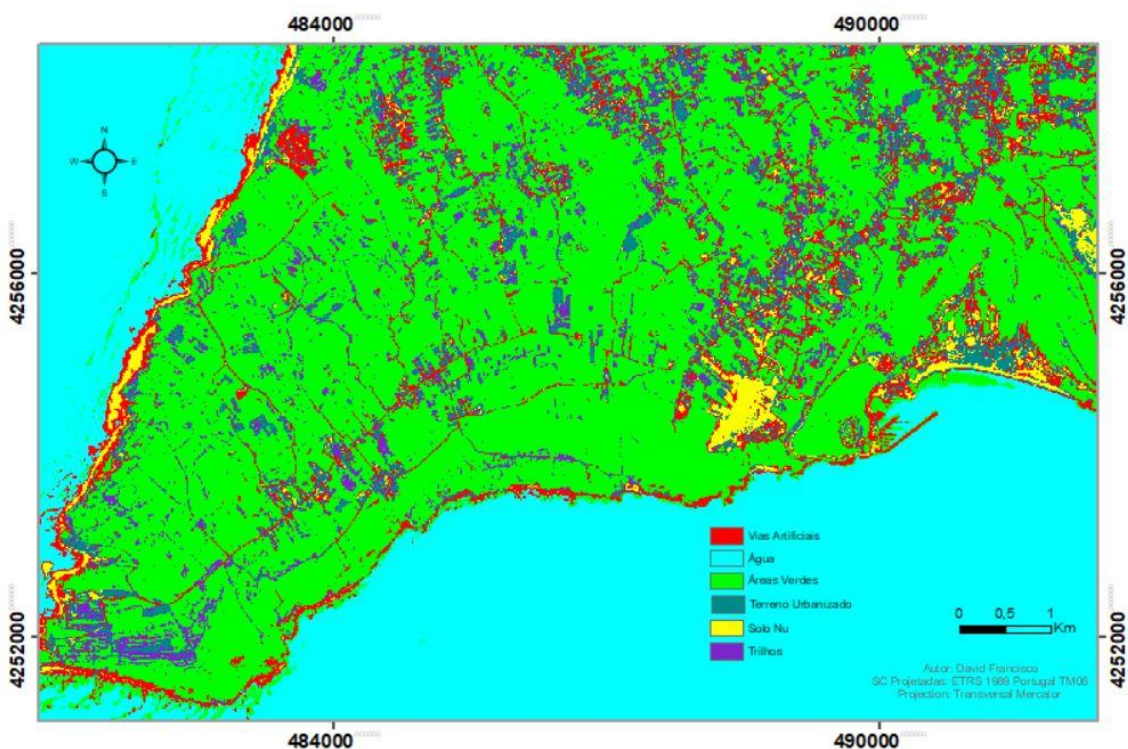 484000
490000
N
W E
S
4256000
4256000
4252000
4252000
Vias Artificiais
Água
Áreas Verdes
Terreno Urbanizado
Solo Nu
Trilhos
0 0,5 1
Km
Autor: David Francisco
SC Projetadas: ETRS 1989 Portugal TM06
Projection: Transversal Mercator
484000
490000